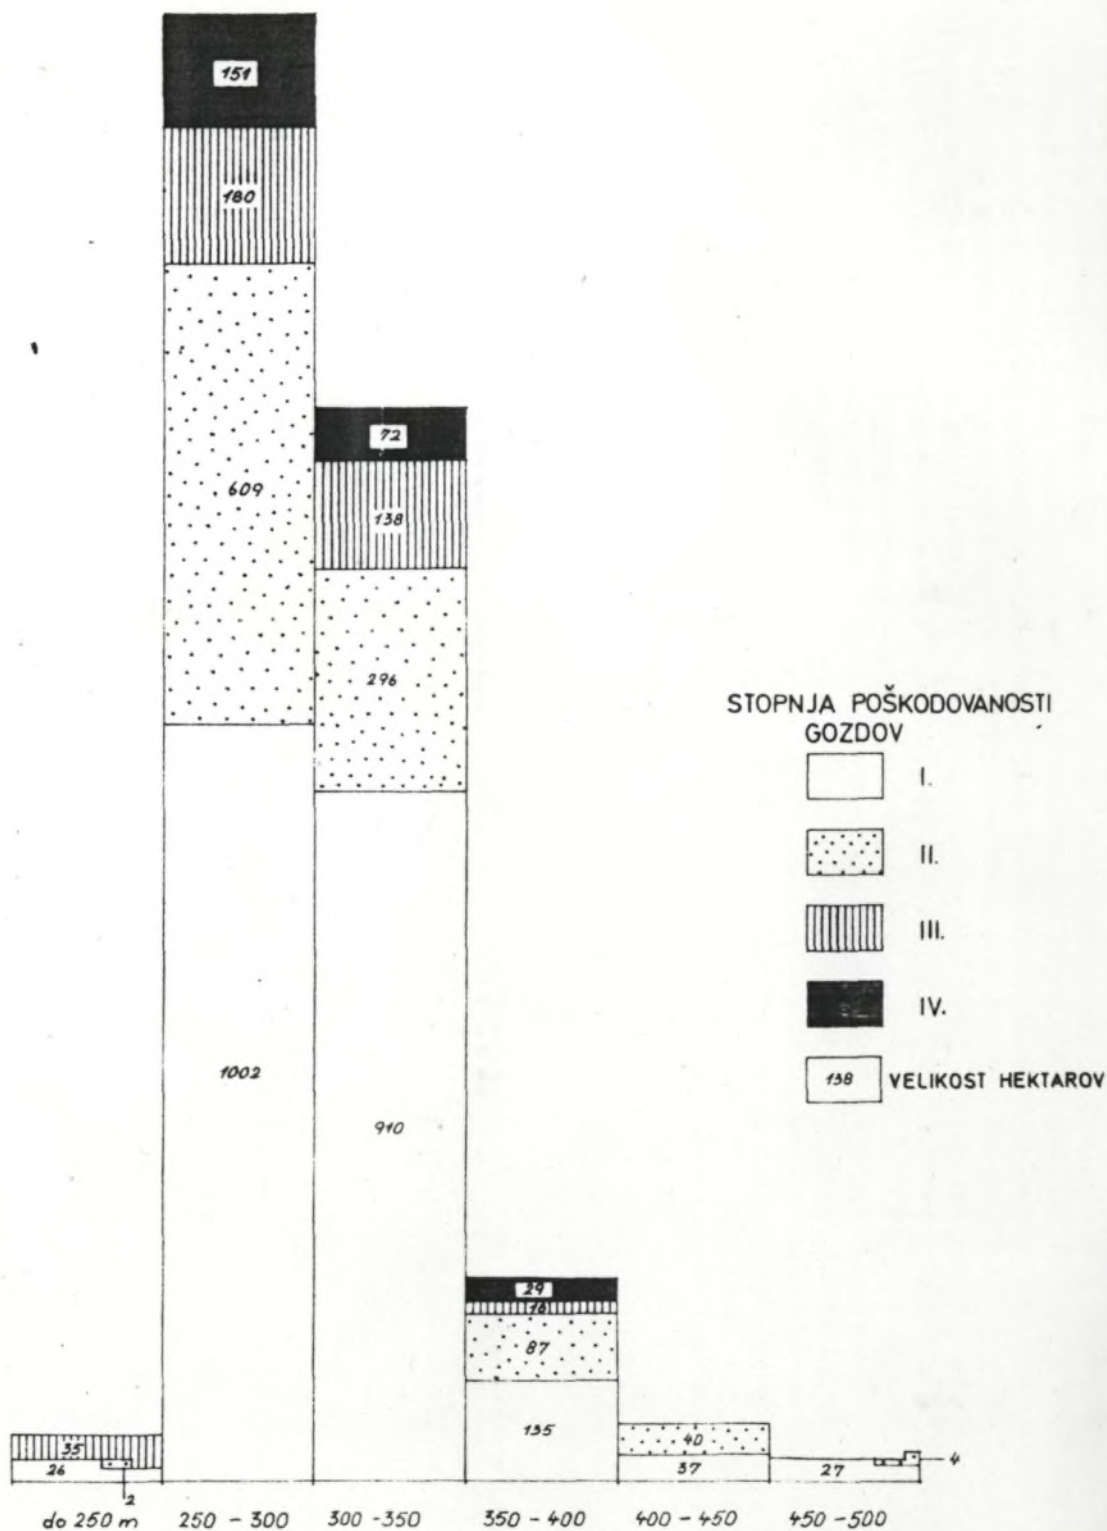 151
180
609
72
138
296
1002
910
29
16
87
135
35
26
2
40
37
27
4
do 250 m 250 - 300 300 - 350 350 - 400 400 - 450 450 - 500
STOPNJA POŠKODOVANOSTI
GOZDOV
I.
II.
III.
IV.
138 VELIKOST HEKTAROV